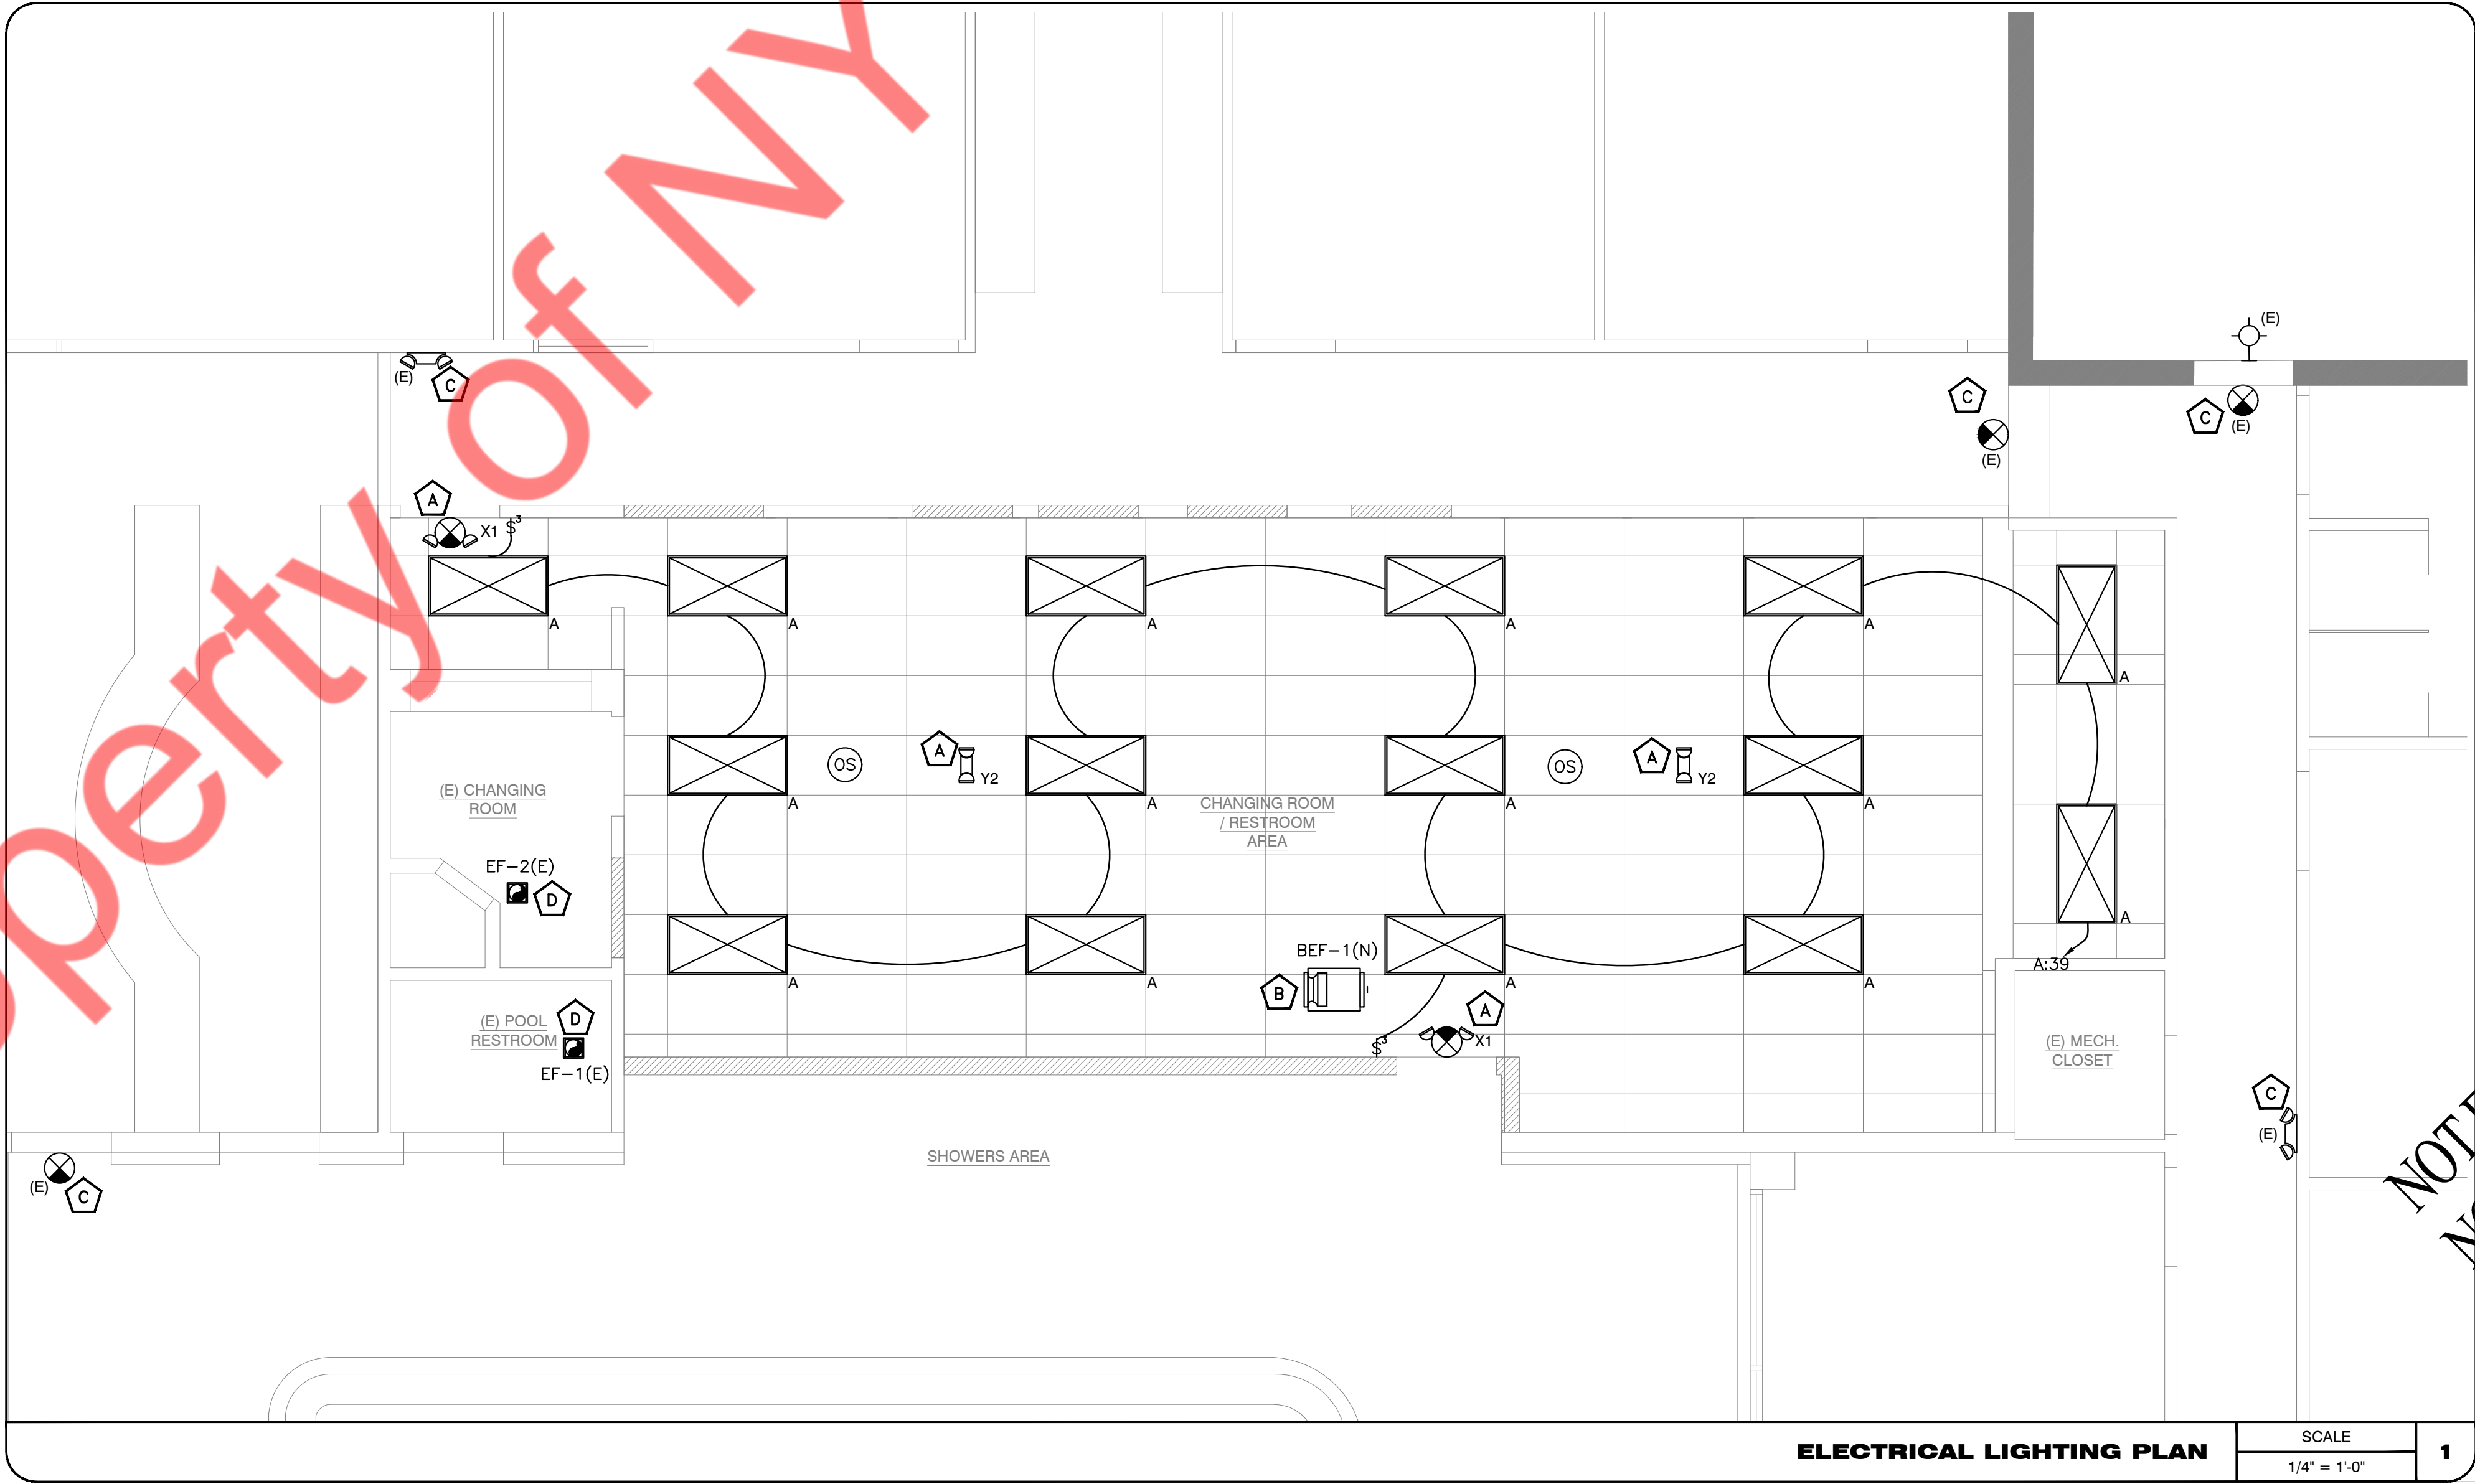 Property of NY
(E)
(E)
C
C
(E)
C
(E)
A
X1
$3
A
A
A
A
A
A
A
OS
A
Y2
A
OS
A
Y2
A
A
A
A
(E) CHANGING
ROOM
CHANGING ROOM
/ RESTROOM
AREA
EF-2(E)
D
A
BEF-1(N)
B
A
A
A
A
A
A:39
(E) POOL
RESTROOM
D
EF-1(E)
$3
X1
(E) MECH.
CLOSET
C
(E)
SHOWERS AREA
(E)
C
NOT
ELECTRICAL LIGHTING PLAN
SCALE
1/4" = 1'-0"
1